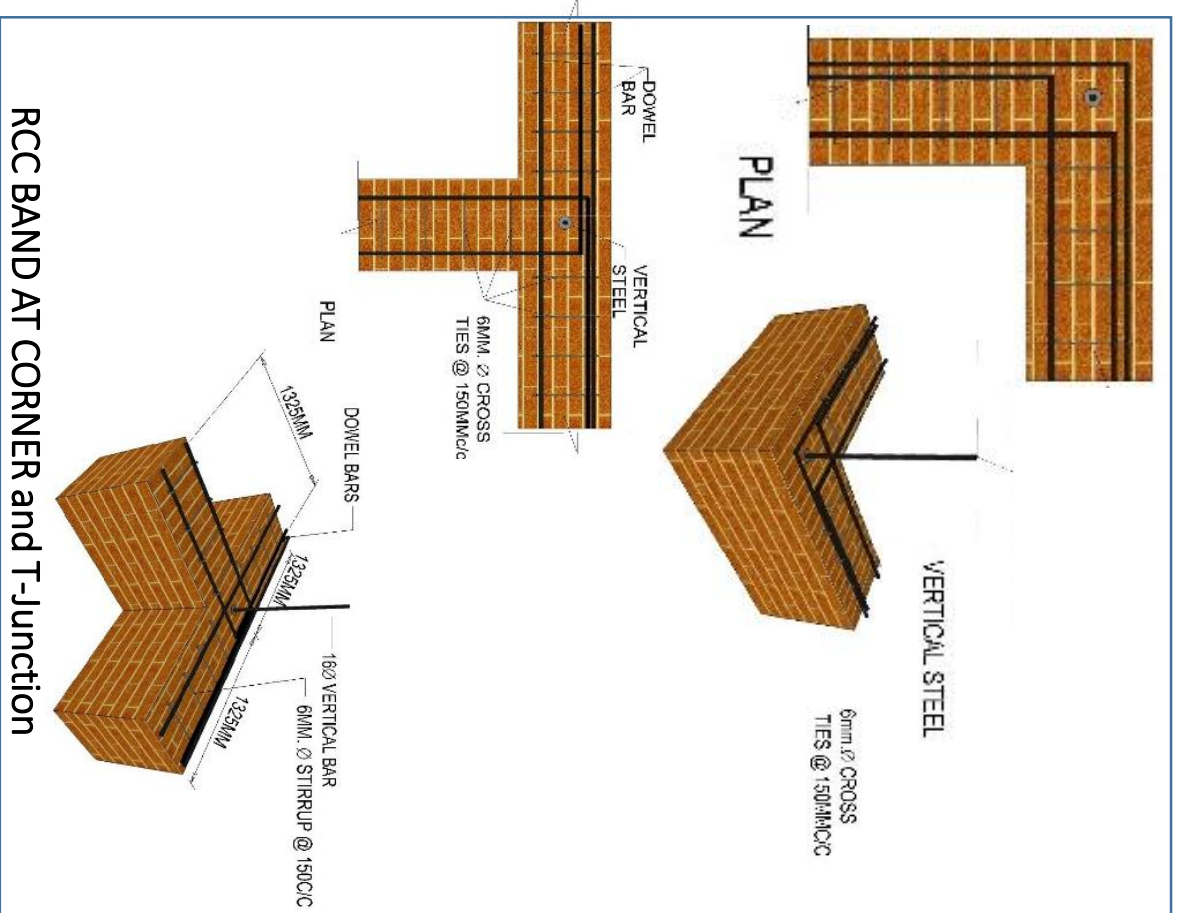 PLAN
VERTICAL STEEL
6mm.∅ CROSS
TIES @ 150MMC/C
DOWEL
BAR
VERTICAL
STEEL
6MM. ∅ CROSS
TIES @ 150MMc/c
PLAN
1325MM
DOWEL BARS
1325MM
1325MM
16∅ VERTICAL BAR
6MM. ∅ STIRRUP @ 150C/C
RCC BAND AT CORNER and T-Junction